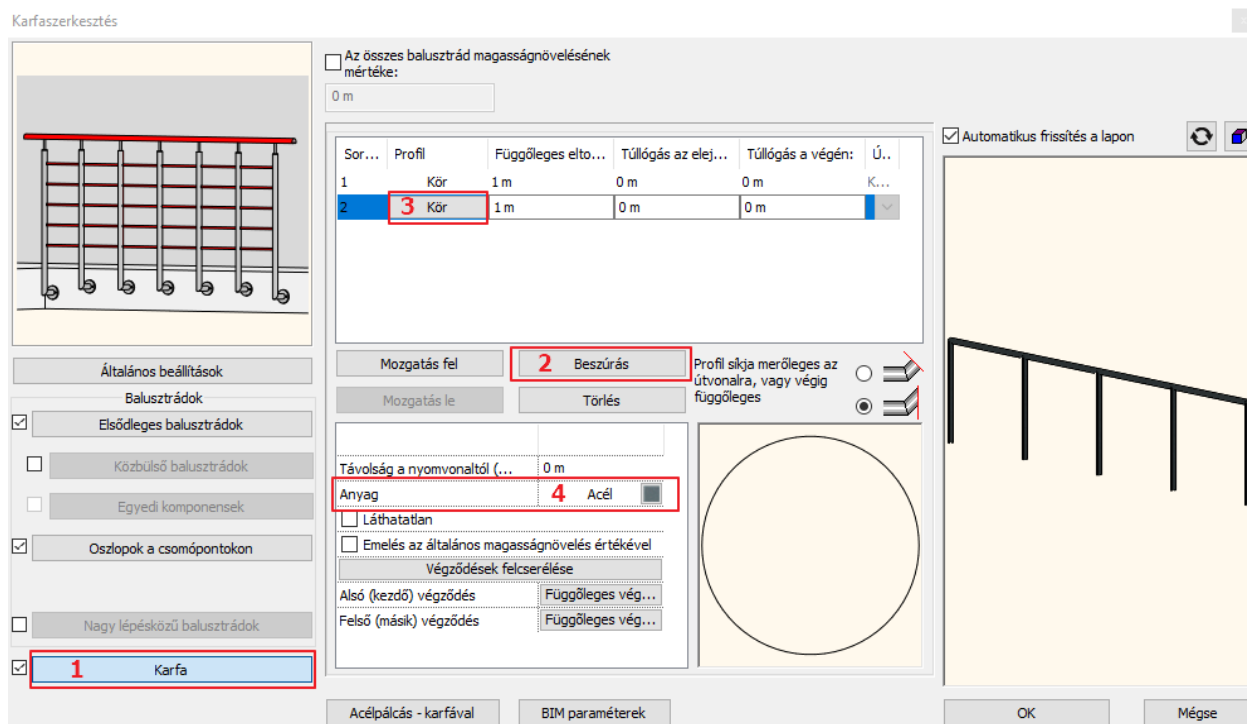 Karfaszerkesztés
Az összes balusztrád magasságnövelésének
mértéke:
0 m
Automatikus frissítés a lapon
Sor... Profil Függőleges elto... Túllógás az elej... Túllógás a végén: Ú..
1 Kör 1 m 0 m 0 m K...
2 3 Kör 1 m 0 m 0 m
Mozgatás fel 2 Beszúrás
Mozgatás le Törlés
Profil síkja merőleges az
útvonalra, vagy végig
függőleges
Általános beállítások
Balusztrádok
Elsődleges balusztrádok
Közbülső balusztrádok
Egyedi komponensek
Oszlopok a csomópontokon
Nagy lépésközű balusztrádok
1 Karfa
Távolság a nyomvonaltól (... 0 m
Anyag 4 Acél
Láthatatlan
Emelés az általános magasságnövelés értékével
Végződések felcserélése
Alsó (kezdő) végződés Függõleges vég...
Felső (másik) végződés Függõleges vég...
Acélpálcás - karfával BIM paraméterek OK Mégse